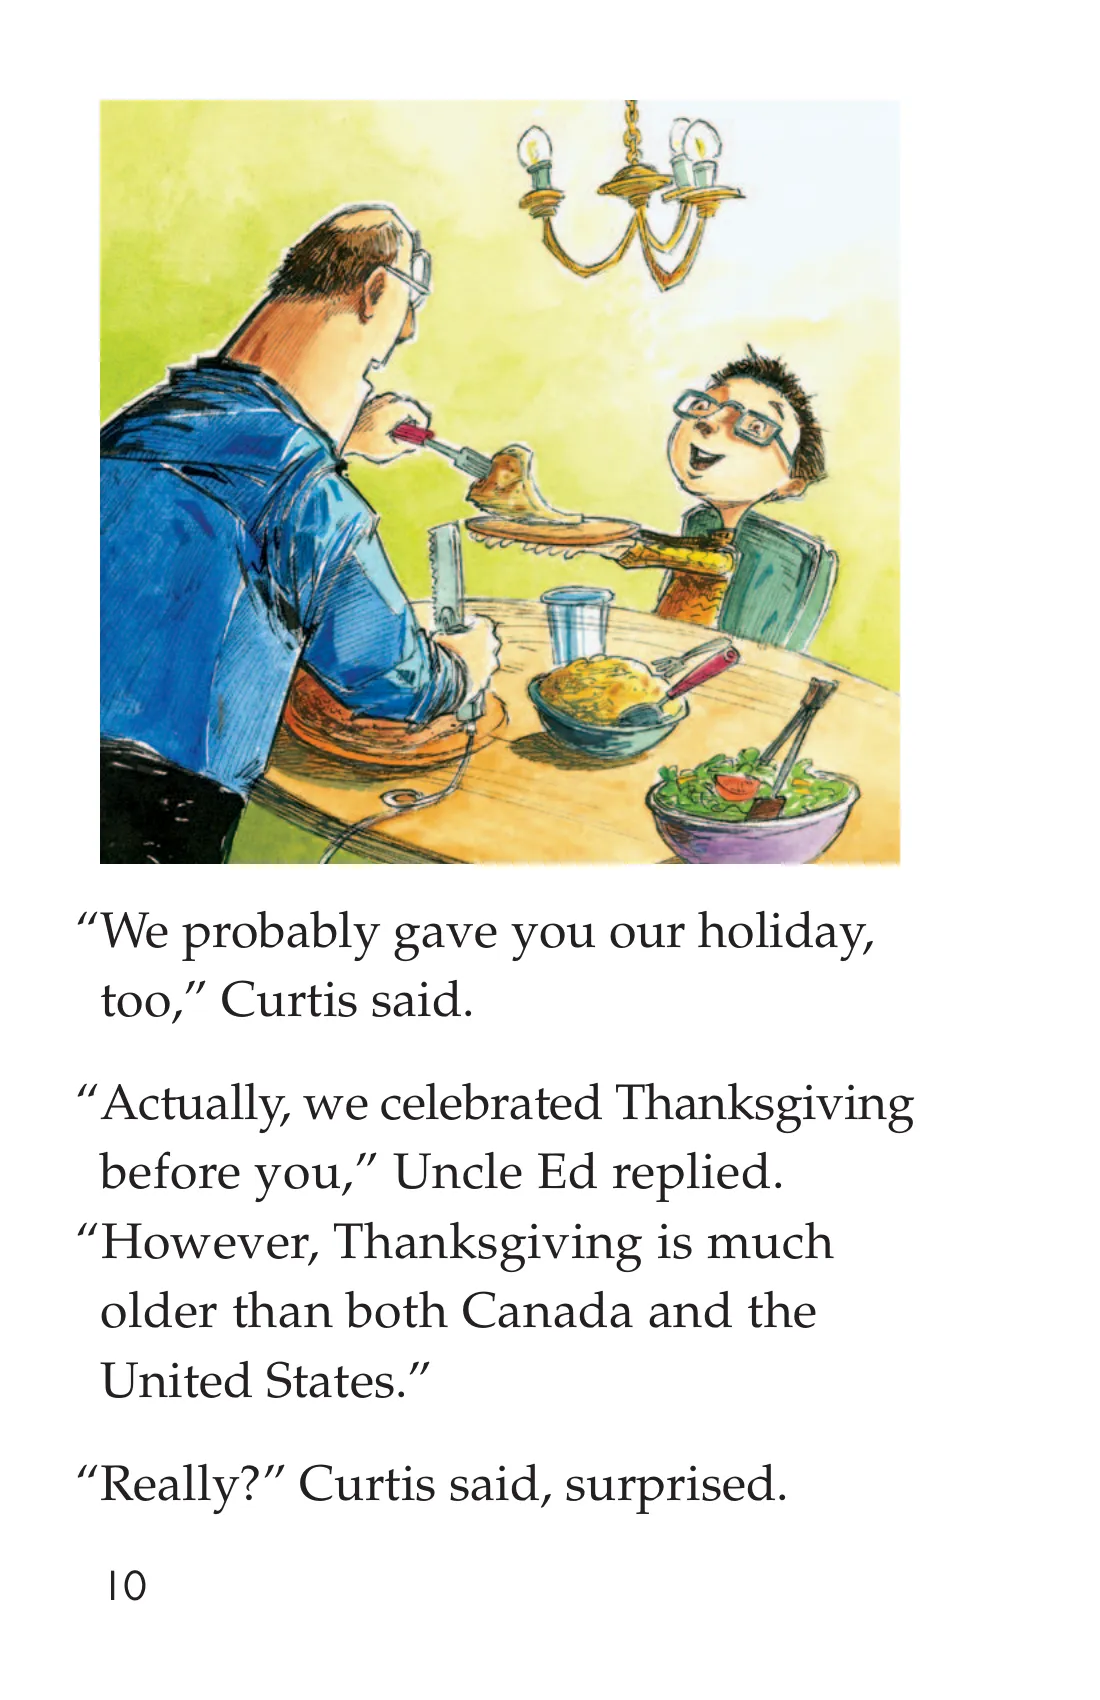 “We probably gave you our holiday,
too,” Curtis said.
“Actually, we celebrated Thanksgiving
before you,” Uncle Ed replied.
“However, Thanksgiving is much
older than both Canada and the
United States.”
“Really?” Curtis said, surprised.
10